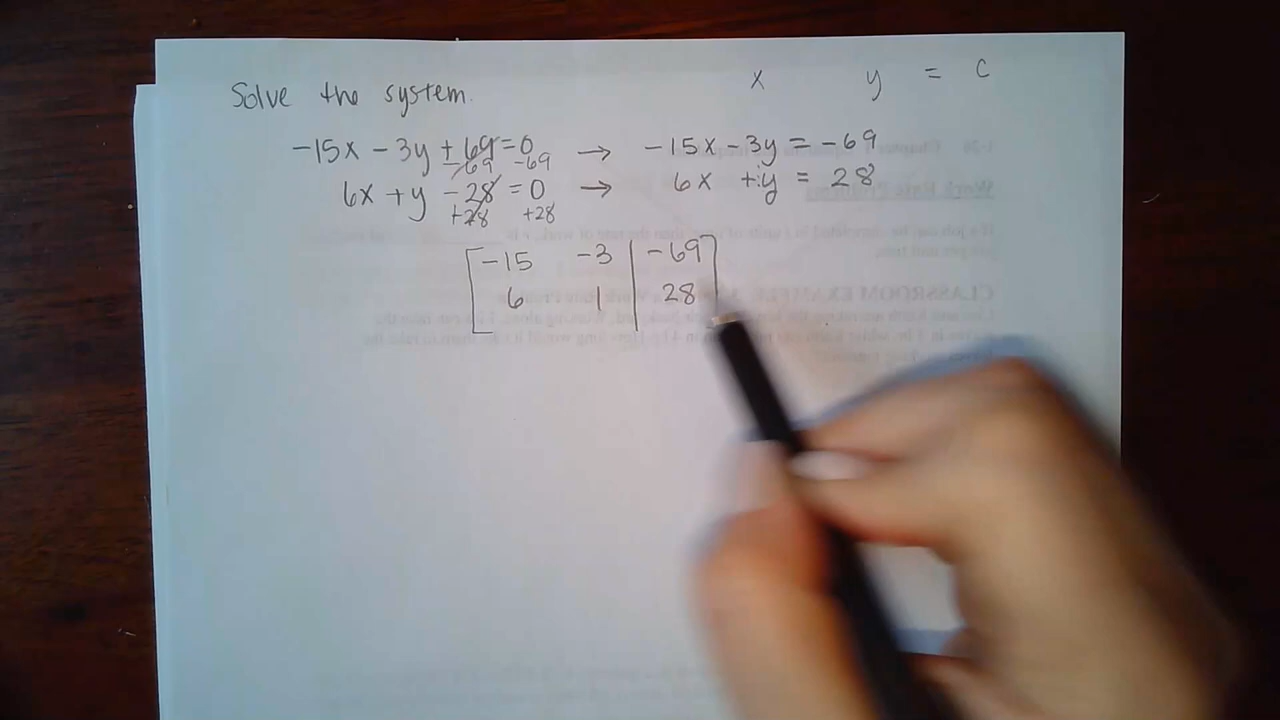 Solve the system.
x y = c
-15x - 3y + 69 = 0 → -15x - 3y = -69
-69 -69
6x + y - 28 = 0 → 6x + 1y = 28
+28 +28
-15 -3 | -69
6 1 | 28